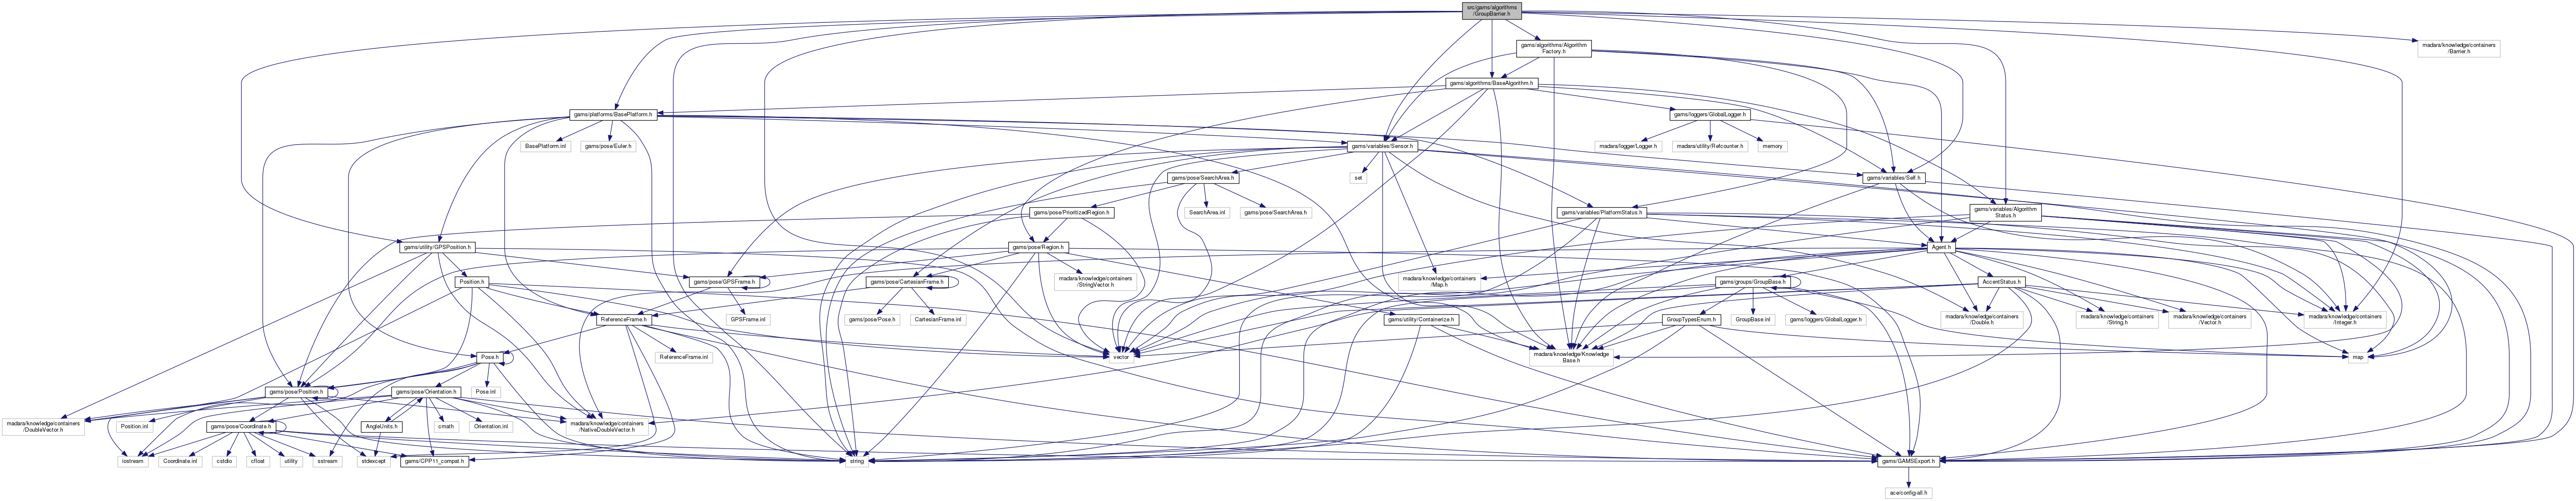 src/gams/algorithms
/GroupBarrier.h
gams/algorithms/Algorithm
Factory.h
madara/knowledge/containers
/Barrier.h
gams/algorithms/BaseAlgorithm.h
gams/platforms/BasePlatform.h
gams/loggers/GlobalLogger.h
BasePlatform.inl
gams/pose/Euler.h
gams/variables/Sensor.h
madara/logger/Logger.h
madara/utility/Refcounter.h
memory
set
gams/pose/SearchArea.h
gams/variables/Self.h
gams/pose/PrioritizedRegion.h
SearchArea.inl
gams/pose/SearchArea.h
gams/variables/PlatformStatus.h
gams/variables/Algorithm
Status.h
gams/utility/GPSPosition.h
gams/pose/Region.h
Agent.h
Position.h
gams/pose/GPSFrame.h
gams/pose/CartesianFrame.h
madara/knowledge/containers
/StringVector.h
madara/knowledge/containers
/Map.h
gams/groups/GroupBase.h
AccentStatus.h
ReferenceFrame.h
GPSFrame.inl
gams/pose/Pose.h
CartesianFrame.inl
gams/utility/Containerize.h
GroupTypesEnum.h
GroupBase.inl
gams/loggers/GlobalLogger.h
madara/knowledge/containers
/Double.h
madara/knowledge/containers
/String.h
madara/knowledge/containers
/Vector.h
madara/knowledge/containers
/Integer.h
Pose.h
ReferenceFrame.inl
vector
madara/knowledge/Knowledge
Base.h
map
gams/pose/Position.h
gams/pose/Orientation.h
Pose.inl
madara/knowledge/containers
/DoubleVector.h
Position.inl
gams/pose/Coordinate.h
AngleUnits.h
cmath
Orientation.inl
madara/knowledge/containers
/NativeDoubleVector.h
iostream
Coordinate.inl
cstdio
cfloat
utility
sstream
stdexcept
gams/CPP11_compat.h
string
gams/GAMSExport.h
ace/config-all.h